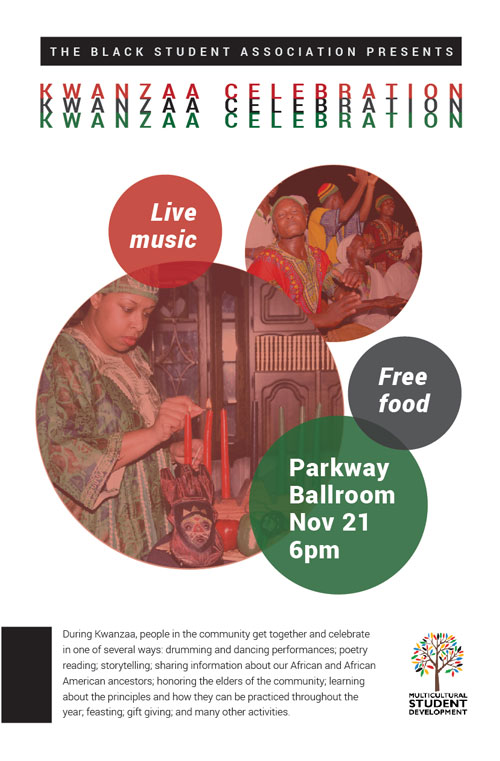 THE BLACK STUDENT ASSOCIATION PRESENTS
KWANZAA CELEBRATION
KWANZAA CELEBRATION
KWANZAA CELEBRATION
Live
music
Free
food
Parkway
Ballroom
Nov 21
6pm
During Kwanzaa, people in the community get together and celebrate
in one of several ways: drumming and dancing performances; poetry
reading; storytelling; sharing information about our African and African
American ancestors; honoring the elders of the community; learning
about the principles and how they can be practiced throughout the
year; feasting; gift giving; and many other activities.
MULTICULTURAL
STUDENT
DEVELOPMENT